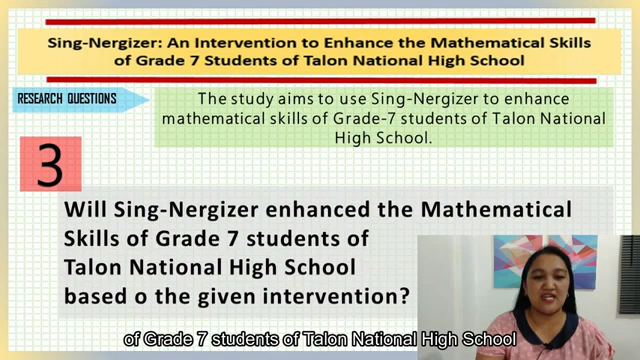 Sing-Nergizer: An Intervention to Enhance the Mathematical Skills
of Grade 7 Students of Talon National High School
RESEARCH QUESTIONS
The study aims to use Sing-Nergizer to enhance
mathematical skills of Grade-7 students of Talon National
High School.
3
Will Sing-Nergizer enhanced the Mathematical
Skills of Grade 7 students of
Talon National High School
based o the given intervention?
of Grade 7 students of Talon National High School